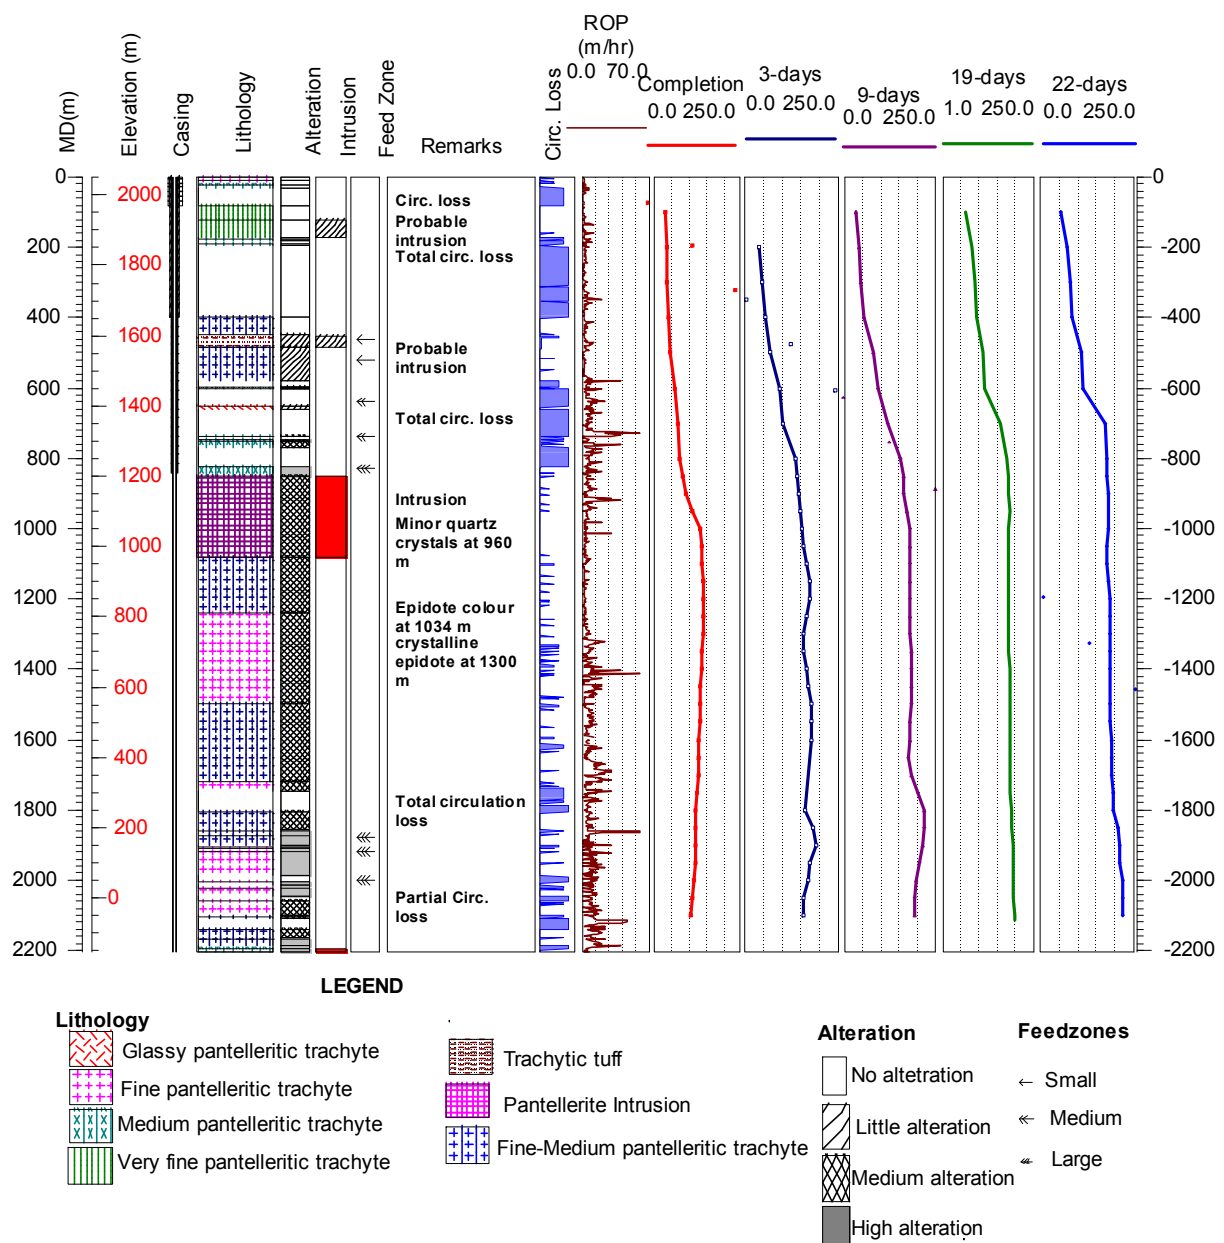 MD(m)
Elevation (m)
Casing
Lithology
Alteration
Intrusion
Feed Zone
Remarks
Circ. Loss
ROP
(m/hr)
0.0 70.0
Completion
0.0 250.0
3-days
0.0 250.0
9-days
0.0 250.0
19-days
1.0 250.0
22-days
0.0 250.0
0
200
400
600
800
1000
1200
1400
1600
1800
2000
2200
2000
1800
1600
1400
1200
1000
800
600
400
200
0
Circ. loss
Probable
intrusion
Total circ. loss
Probable
intrusion
Total circ. loss
Intrusion
Minor quartz
crystals at 960
m
Epidote colour
at 1034 m
crystalline
epidote at 1300
m
Total circulation
loss
Partial Circ.
loss
0
-200
-400
-600
-800
-1000
-1200
-1400
-1600
-1800
-2000
-2200
LEGEND
Lithology
Glassy pantelleritic trachyte
Fine pantelleritic trachyte
Medium pantelleritic trachyte
Very fine pantelleritic trachyte
Trachytic tuff
Pantellerite Intrusion
Fine-Medium pantelleritic trachyte
Alteration
No altetration
Little alteration
Medium alteration
High alteration
Feedzones
Small
Medium
Large